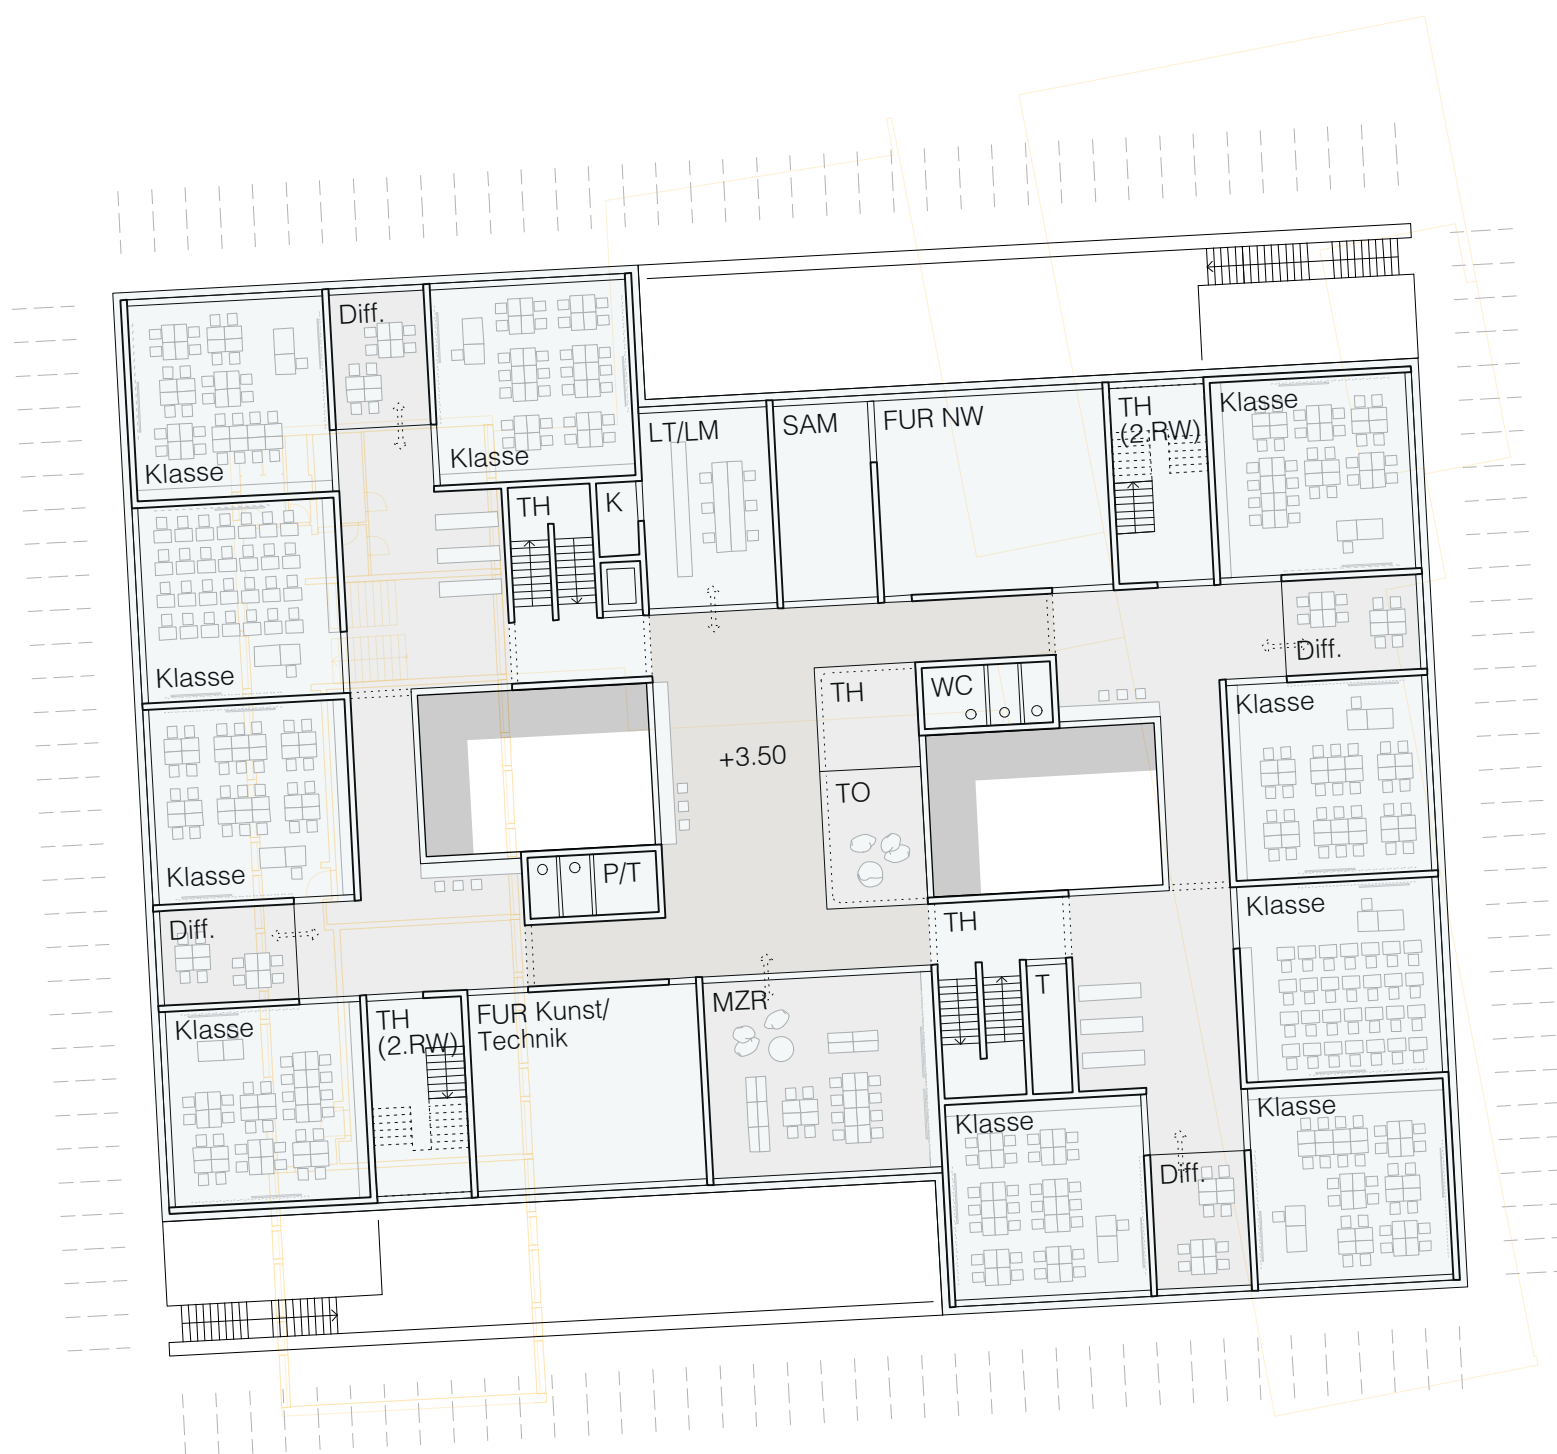 Diff.
Klasse
Klasse
TH
K
LT/LM
SAM
FUR NW
TH
(2.RW)
Klasse
Klasse
Diff.
TH
WC
Klasse
+3.50
TO
Klasse
P/T
Diff.
TH
Klasse
Klasse
TH
(2.RW)
FUR Kunst/
Technik
MZR
T
Klasse
Diff.
Klasse